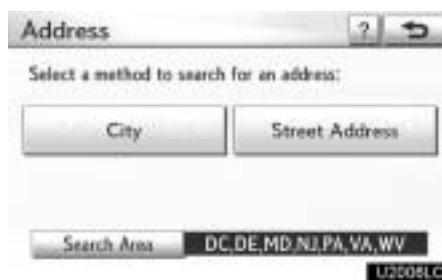 Address ?
Select a method to search for an address:
City Street Address
Search Area DC,DE,MD,NJ,PA,VA,WV
U2008LC